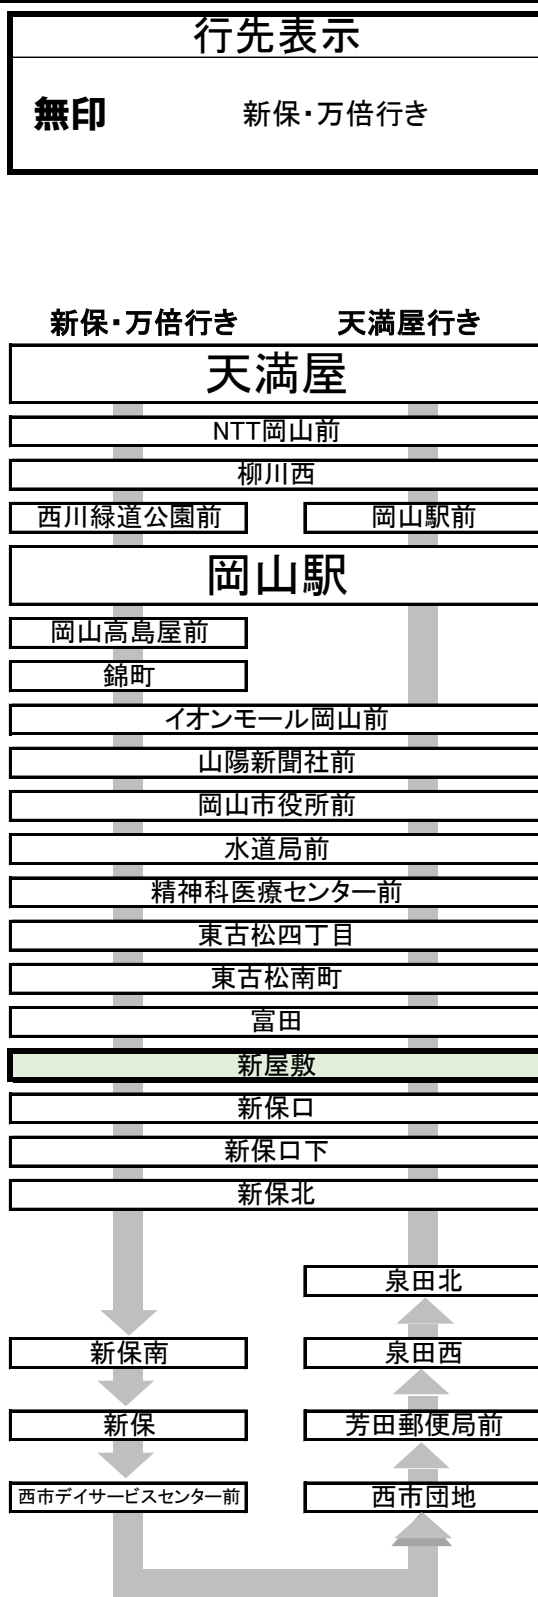 行先表示
無印 新保・万倍行き
新保・万倍行き 天満屋行き
天満屋
NTT岡山前
柳川西
西川緑道公園前 岡山駅前
岡山駅
岡山高島屋前
錦町
イオンモール岡山前
山陽新聞社前
岡山市役所前
水道局前
精神科医療センター前
東古松四丁目
東古松南町
富田
新屋敷
新保口
新保口下
新保北
泉田北
新保南 泉田西
新保 芳田郵便局前
西市デイサービスセンター前 西市団地